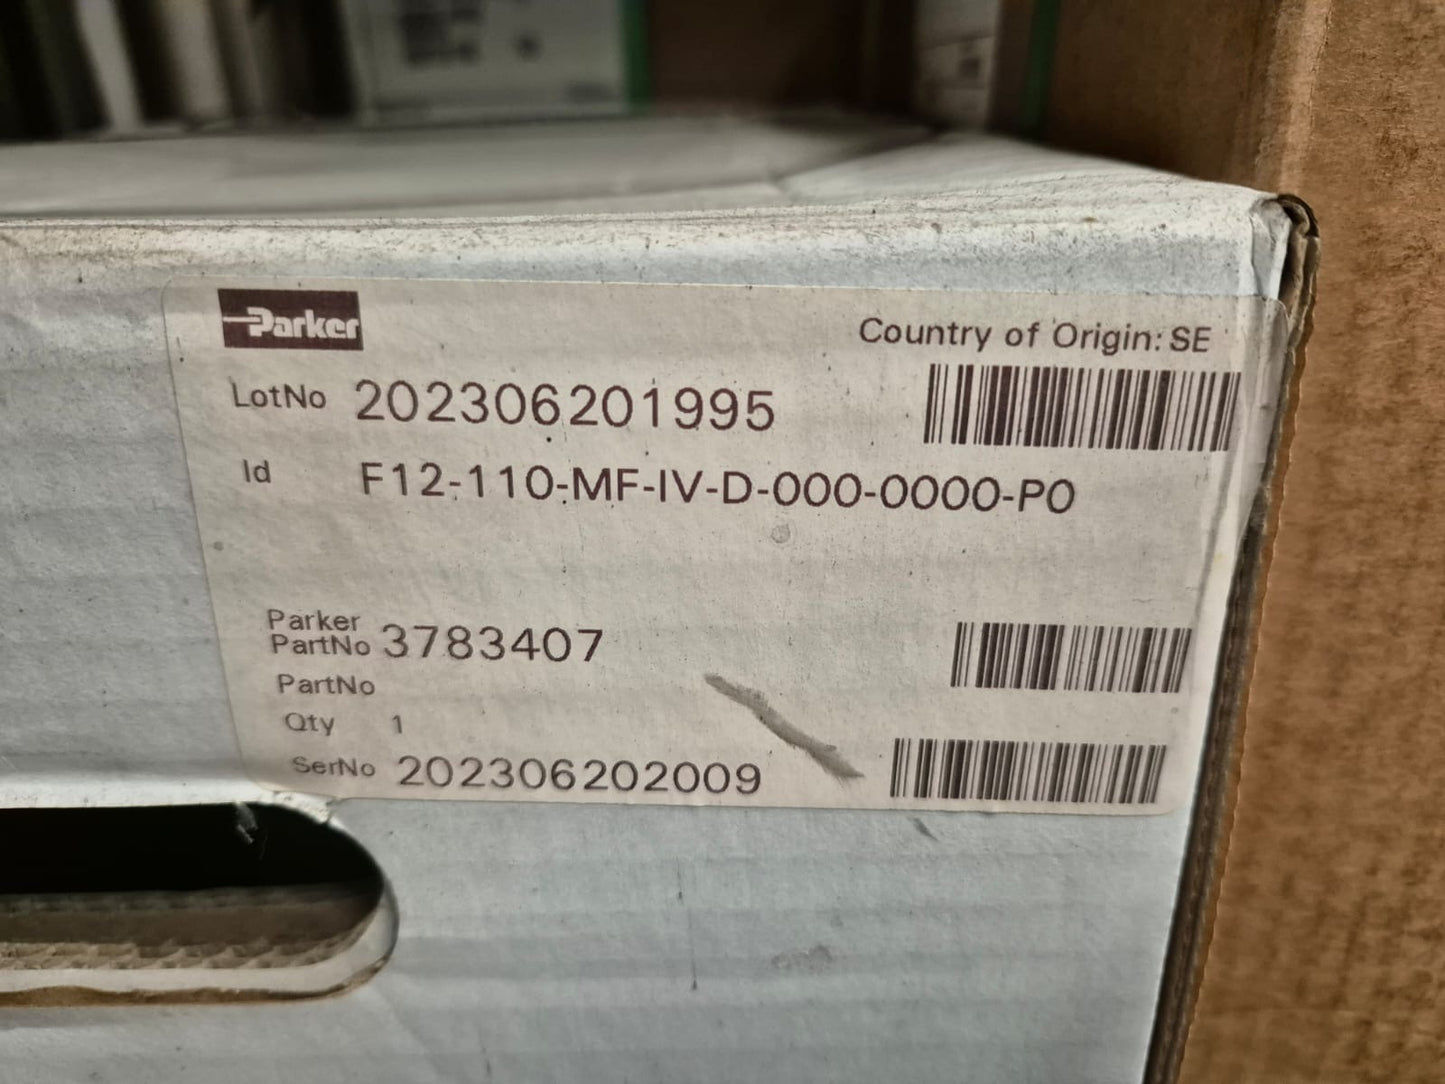 Parker
Country of Origin: SE
LotNo 202306201995
Id F12-110-MF-IV-D-000-0000-P0
Parker
PartNo 3783407
PartNo
Qty 1
SerNo 202306202009